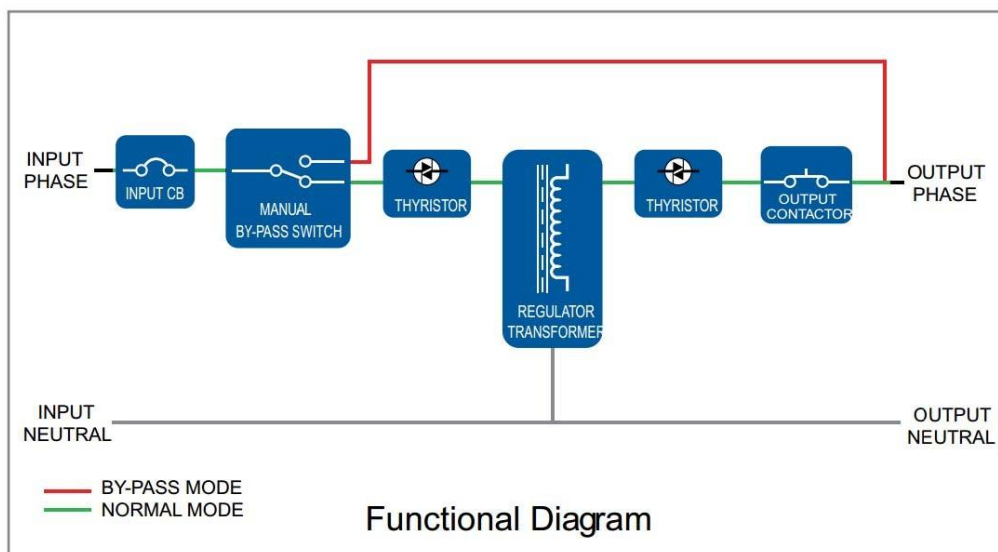 INPUT
PHASE
INPUT CB
MANUAL
BY-PASS SWITCH
THYRISTOR
REGULATOR
TRANSFORMER
THYRISTOR
OUTPUT
CONTACTOR
OUTPUT
PHASE
INPUT
NEUTRAL
OUTPUT
NEUTRAL
BY-PASS MODE
NORMAL MODE
Functional Diagram